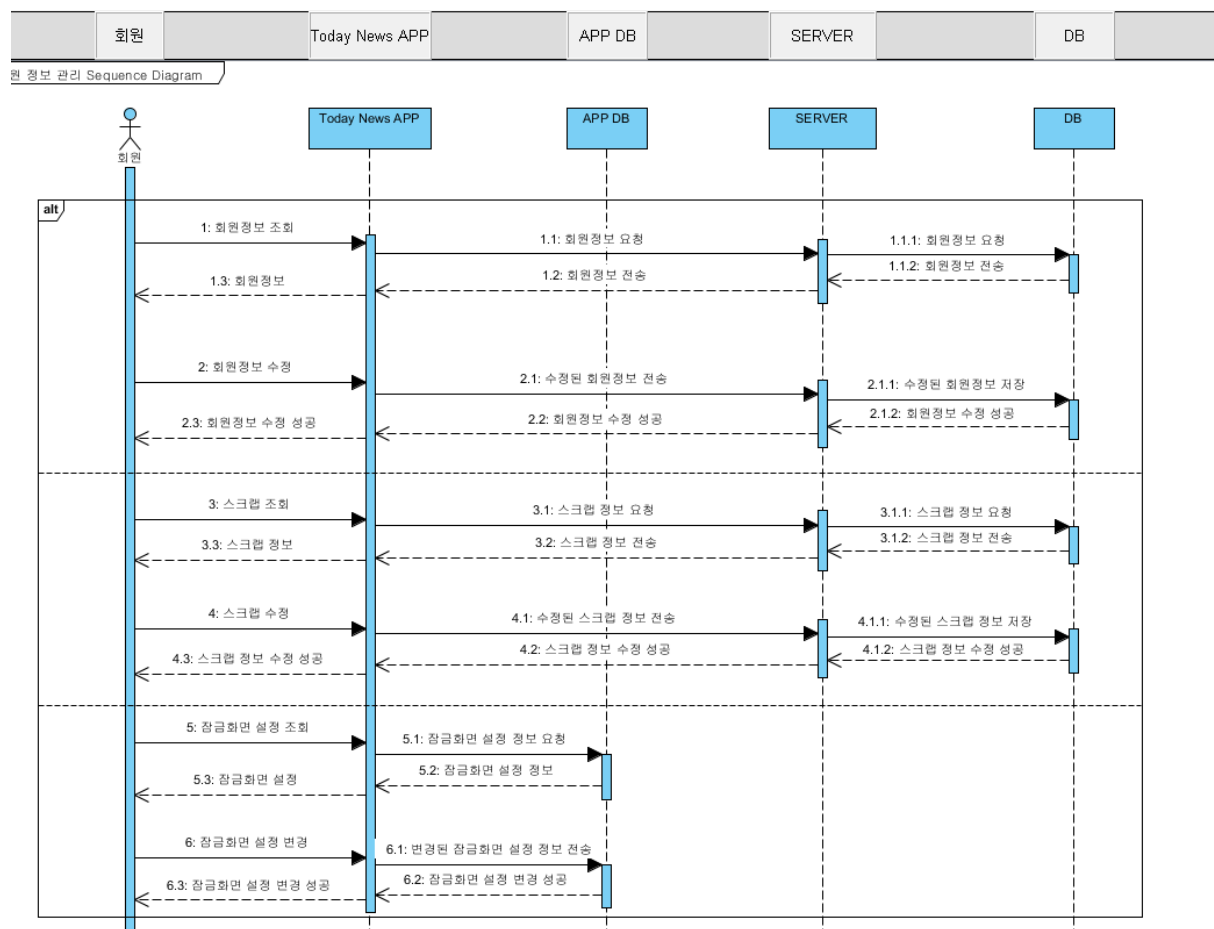 회원 Today News APP APP DB SERVER DB
원 정보 관리 Sequence Diagram
Today News APP APP DB SERVER DB
회원
alt
1: 회원정보 조회
1.1: 회원정보 요청
1.1.1: 회원정보 요청
1.1.2: 회원정보 전송
1.2: 회원정보 전송
1.3: 회원정보
2: 회원정보 수정
2.1: 수정된 회원정보 전송
2.1.1: 수정된 회원정보 저장
2.1.2: 회원정보 수정 성공
2.2: 회원정보 수정 성공
2.3: 회원정보 수정 성공
3: 스크랩 조회
3.1: 스크랩 정보 요청
3.1.1: 스크랩 정보 요청
3.1.2: 스크랩 정보 전송
3.2: 스크랩 정보 전송
3.3: 스크랩 정보
4: 스크랩 수정
4.1: 수정된 스크랩 정보 전송
4.1.1: 수정된 스크랩 정보 저장
4.1.2: 스크랩 정보 수정 성공
4.2: 스크랩 정보 수정 성공
4.3: 스크랩 정보 수정 성공
5: 잠금화면 설정 조회
5.1: 잠금화면 설정 정보 요청
5.2: 잠금화면 설정 정보
5.3: 잠금화면 설정
6: 잠금화면 설정 변경
6.1: 변경된 잠금화면 설정 정보 전송
6.2: 잠금화면 설정 변경 성공
6.3: 잠금화면 설정 변경 성공